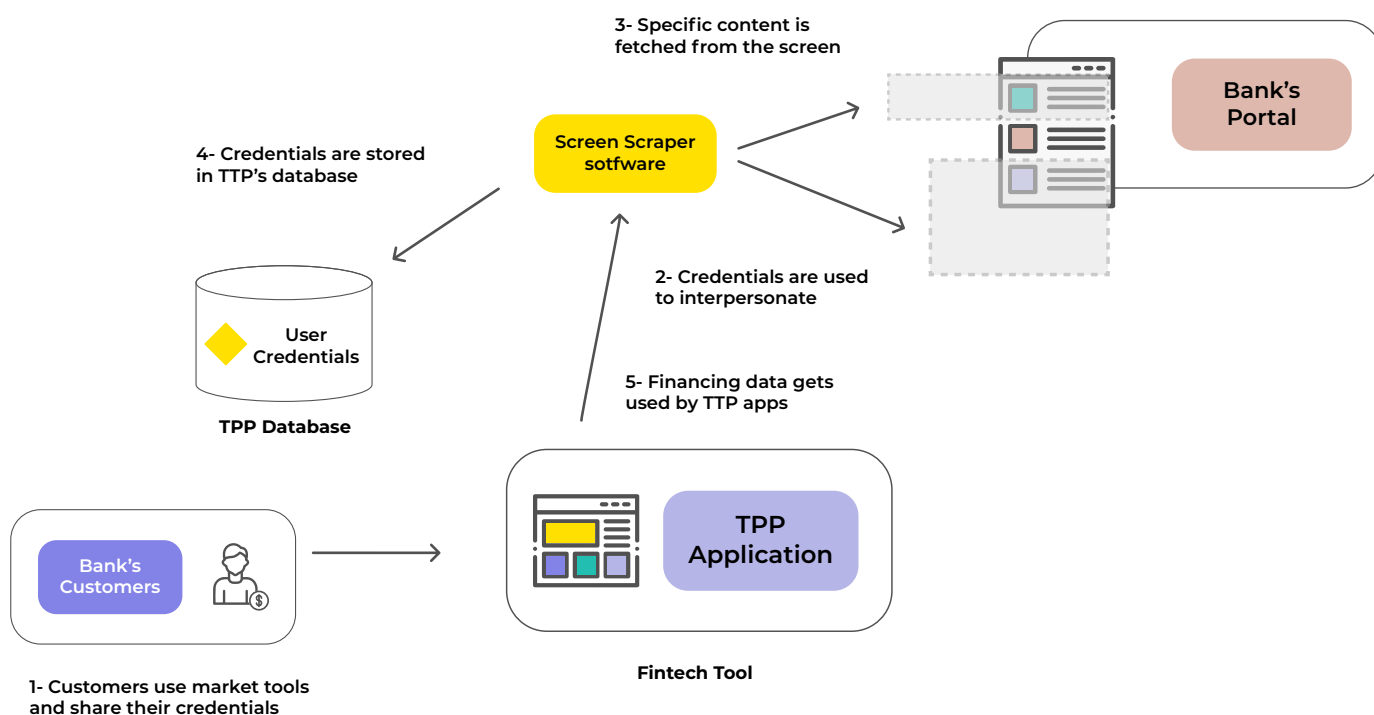 3- Specific content is
fetched from the screen
Bank's
Portal
Screen Scraper
sotfware
4- Credentials are stored
in TTP's database
2- Credentials are used
to interpersonate
User
Credentials
TPP Database
5- Financing data gets
used by TTP apps
TPP
Application
Bank's
Customers
$
Fintech Tool
1- Customers use market tools
and share their credentials